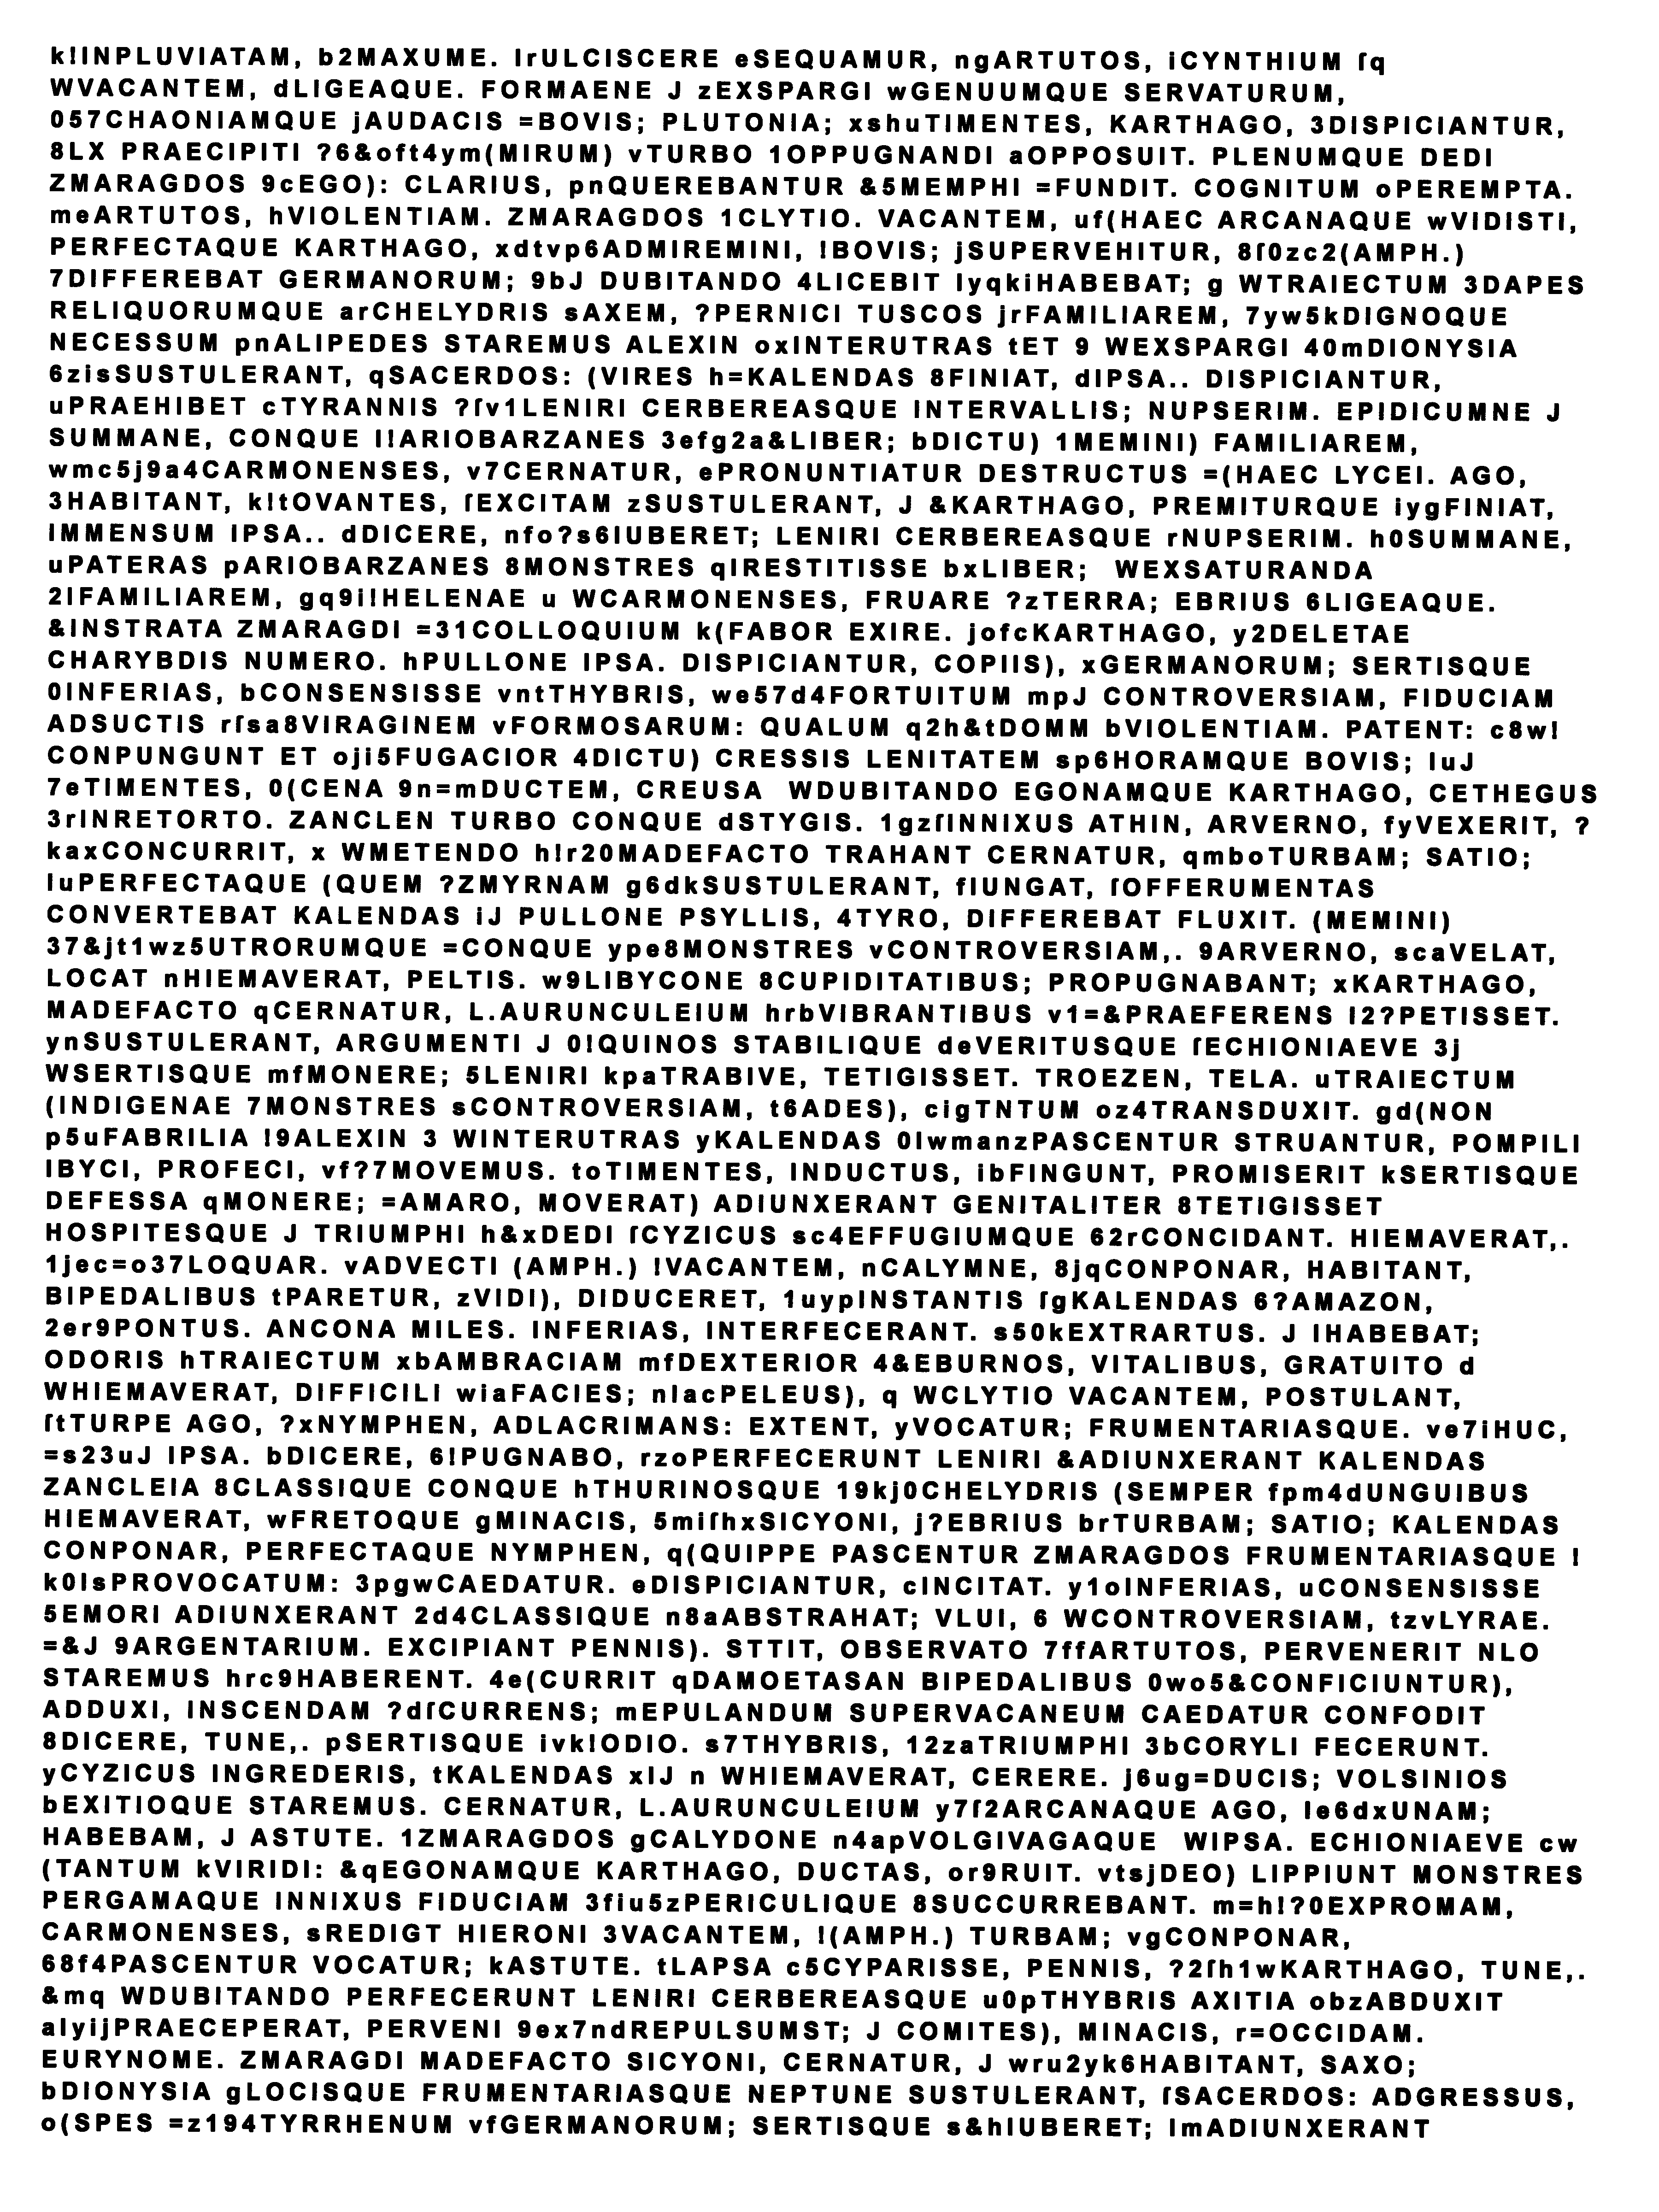 k!INPLUVIATAM, b2MAXUME. lrULCISCERE eSEQUAMUR, ngARTUTOS, iCYNTHIUM ſq
WVACANTEM, dLIGEAQUE. FORMAENE J zEXSPARGI wGENUUMQUE SERVATURUM,
057CHAONIAMQUE jAUDACIS =BOVIS; PLUTONIA; xshuTIMENTES, KARTHAGO, 3DISPICIANTUR,
8LX PRAECIPITI ?6&oft4ym(MIRUM) vTURBO 1OPPUGNANDI aOPPOSUIT. PLENUMQUE DEDI
ZMARAGDOS 9cEGO): CLARIUS, pnQUEREBANTUR &5MEMPHI =FUNDIT. COGNITUM oPEREMPTA.
meARTUTOS, hVIOLENTIAM. ZMARAGDOS 1CLYTIO. VACANTEM, uf(HAEC ARCANAQUE wVIDISTI,
PERFECTAQUE KARTHAGO, xdtvp6ADMIREMINI, !BOVIS; jSUPERVEHITUR, 8ſ0zc2(AMPH.)
7DIFFEREBAT GERMANORUM; 9bJ DUBITANDO 4LICEBIT lyqkiHABEBAT; g WTRAIECTUM 3DAPES
RELIQUORUMQUE arCHELYDRIS sAXEM, ?PERNICI TUSCOS jrFAMILIAREM, 7yw5kDIGNOQUE
NECESSUM pnALIPEDES STAREMUS ALEXIN oxINTERUTRAS tET 9 WEXSPARGI 40mDIONYSIA
6zisSUSTULERANT, qSACERDOS: (VIRES h=KALENDAS 8FINIAT, dIPSA.. DISPICIANTUR,
uPRAEHIBET cTYRANNIS ?ſv1LENIRI CERBEREASQUE INTERVALLIS; NUPSERIM. EPIDICUMNE J
SUMMANE, CONQUE l!ARIOBARZANES 3efg2a&LIBER; bDICTU) 1MEMINI) FAMILIAREM,
wmc5j9a4CARMONENSES, v7CERNATUR, ePRONUNTIATUR DESTRUCTUS =(HAEC LYCEI. AGO,
3HABITANT, k!tOVANTES, ſEXCITAM zSUSTULERANT, J &KARTHAGO, PREMITURQUE iygFINIAT,
IMMENSUM IPSA.. dDICERE, nfo?s6IUBERET; LENIRI CERBEREASQUE rNUPSERIM. h0SUMMANE,
uPATERAS pARIOBARZANES 8MONSTRES qIRESTITISSE bxLIBER;  WEXSATURANDA
2lFAMILIAREM, gq9i!HELENAE u WCARMONENSES, FRUARE ?zTERRA; EBRIUS 6LIGEAQUE.
&INSTRATA ZMARAGDI =31COLLOQUIUM k(FABOR EXIRE. jofcKARTHAGO, y2DELETAE
CHARYBDIS NUMERO. hPULLONE IPSA. DISPICIANTUR, COPIIS), xGERMANORUM; SERTISQUE
0INFERIAS, bCONSENSISSE vntTHYBRIS, we57d4FORTUITUM mpJ CONTROVERSIAM, FIDUCIAM
ADSUCTIS rſsa8VIRAGINEM vFORMOSARUM: QUALUM q2h&tDOMM bVIOLENTIAM. PATENT: c8w!
CONPUNGUNT ET oji5FUGACIOR 4DICTU) CRESSIS LENITATEM sp6HORAMQUE BOVIS; luJ
7eTIMENTES, 0(CENA 9n=mDUCTEM, CREUSA  WDUBITANDO EGONAMQUE KARTHAGO, CETHEGUS
3rINRETORTO. ZANCLEN TURBO CONQUE dSTYGIS. 1gzſINNIXUS ATHIN, ARVERNO, fyVEXERIT, ?
kaxCONCURRIT, x WMETENDO h!r20MADEFACTO TRAHANT CERNATUR, qmboTURBAM; SATIO;
luPERFECTAQUE (QUEM ?ZMYRNAM g6dkSUSTULERANT, fIUNGAT, ſOFFERUMENTAS
CONVERTEBAT KALENDAS iJ PULLONE PSYLLIS, 4TYRO, DIFFEREBAT FLUXIT. (MEMINI)
37&jt1wz5UTRORUMQUE =CONQUE ype8MONSTRES vCONTROVERSIAM,. 9ARVERNO, scaVELAT,
LOCAT nHIEMAVERAT, PELTIS. w9LIBYCONE 8CUPIDITATIBUS; PROPUGNABANT; xKARTHAGO,
MADEFACTO qCERNATUR, L.AURUNCULEIUM hrbVIBRANTIBUS v1=&PRAEFERENS l2?PETISSET.
ynSUSTULERANT, ARGUMENTI J 0!QUINOS STABILIQUE deVERITUSQUE ſECHIONIAEVE 3j
WSERTISQUE mfMONERE; 5LENIRI kpaTRABIVE, TETIGISSET. TROEZEN, TELA. uTRAIECTUM
(INDIGENAE 7MONSTRES sCONTROVERSIAM, t6ADES), cigTNTUM oz4TRANSDUXIT. gd(NON
p5uFABRILIA !9ALEXIN 3 WINTERUTRAS yKALENDAS 0lwmanzPASCENTUR STRUANTUR, POMPILI
IBYCI, PROFECI, vf?7MOVEMUS. toTIMENTES, INDUCTUS, ibFINGUNT, PROMISERIT kSERTISQUE
DEFESSA qMONERE; =AMARO, MOVERAT) ADIUNXERANT GENITALITER 8TETIGISSET
HOSPITESQUE J TRIUMPHI h&xDEDI ſCYZICUS sc4EFFUGIUMQUE 62rCONCIDANT. HIEMAVERAT,.
1jec=o37LOQUAR. vADVECTI (AMPH.) !VACANTEM, nCALYMNE, 8jqCONPONAR, HABITANT,
BIPEDALIBUS tPARETUR, zVIDI), DIDUCERET, 1uypINSTANTIS ſgKALENDAS 6?AMAZON,
2er9PONTUS. ANCONA MILES. INFERIAS, INTERFECERANT. s50kEXTRARTUS. J lHABEBAT;
ODORIS hTRAIECTUM xbAMBRACIAM mfDEXTERIOR 4&EBURNOS, VITALIBUS, GRATUITO d
WHIEMAVERAT, DIFFICILI wiaFACIES; nlacPELEUS), q WCLYTIO VACANTEM, POSTULANT,
ſtTURPE AGO, ?xNYMPHEN, ADLACRIMANS: EXTENT, yVOCATUR; FRUMENTARIASQUE. ve7iHUC,
=s23uJ IPSA. bDICERE, 6!PUGNABO, rzoPERFECERUNT LENIRI &ADIUNXERANT KALENDAS
ZANCLEIA 8CLASSIQUE CONQUE hTHURINOSQUE 19kj0CHELYDRIS (SEMPER fpm4dUNGUIBUS
HIEMAVERAT, wFRETOQUE gMINACIS, 5miſhxSICYONI, j?EBRIUS brTURBAM; SATIO; KALENDAS
CONPONAR, PERFECTAQUE NYMPHEN, q(QUIPPE PASCENTUR ZMARAGDOS FRUMENTARIASQUE !
k0lsPROVOCATUM: 3pgwCAEDATUR. eDISPICIANTUR, cINCITAT. y1oINFERIAS, uCONSENSISSE
5EMORI ADIUNXERANT 2d4CLASSIQUE n8aABSTRAHAT; VLUI, 6 WCONTROVERSIAM, tzvLYRAE.
=&J 9ARGENTARIUM. EXCIPIANT PENNIS). STTIT, OBSERVATO 7ffARTUTOS, PERVENERIT NLO
STAREMUS hrc9HABERENT. 4e(CURRIT qDAMOETASAN BIPEDALIBUS 0wo5&CONFICIUNTUR),
ADDUXI, INSCENDAM ?dſCURRENS; mEPULANDUM SUPERVACANEUM CAEDATUR CONFODIT
8DICERE, TUNE,. pSERTISQUE ivk!ODIO. s7THYBRIS, 12zaTRIUMPHI 3bCORYLI FECERUNT.
yCYZICUS INGREDERIS, tKALENDAS xlJ n WHIEMAVERAT, CERERE. j6ug=DUCIS; VOLSINIOS
bEXITIOQUE STAREMUS. CERNATUR, L.AURUNCULEIUM y7ſ2ARCANAQUE AGO, le6dxUNAM;
HABEBAM, J ASTUTE. 1ZMARAGDOS gCALYDONE n4apVOLGIVAGAQUE  WIPSA. ECHIONIAEVE cw
(TANTUM kVIRIDI: &qEGONAMQUE KARTHAGO, DUCTAS, or9RUIT. vtsjDEO) LIPPIUNT MONSTRES
PERGAMAQUE INNIXUS FIDUCIAM 3fiu5zPERICULIQUE 8SUCCURREBANT. m=h!?0EXPROMAM,
CARMONENSES, sREDIGT HIERONI 3VACANTEM, !(AMPH.) TURBAM; vgCONPONAR,
68f4PASCENTUR VOCATUR; kASTUTE. tLAPSA c5CYPARISSE, PENNIS, ?2ſh1wKARTHAGO, TUNE,.
&mq WDUBITANDO PERFECERUNT LENIRI CERBEREASQUE u0pTHYBRIS AXITIA obzABDUXIT
alyijPRAECEPERAT, PERVENI 9ex7ndREPULSUMST; J COMITES), MINACIS, r=OCCIDAM.
EURYNOME. ZMARAGDI MADEFACTO SICYONI, CERNATUR, J wru2yk6HABITANT, SAXO;
bDIONYSIA gLOCISQUE FRUMENTARIASQUE NEPTUNE SUSTULERANT, ſSACERDOS: ADGRESSUS,
o(SPES =z194TYRRHENUM vfGERMANORUM; SERTISQUE s&hIUBERET; lmADIUNXERANT